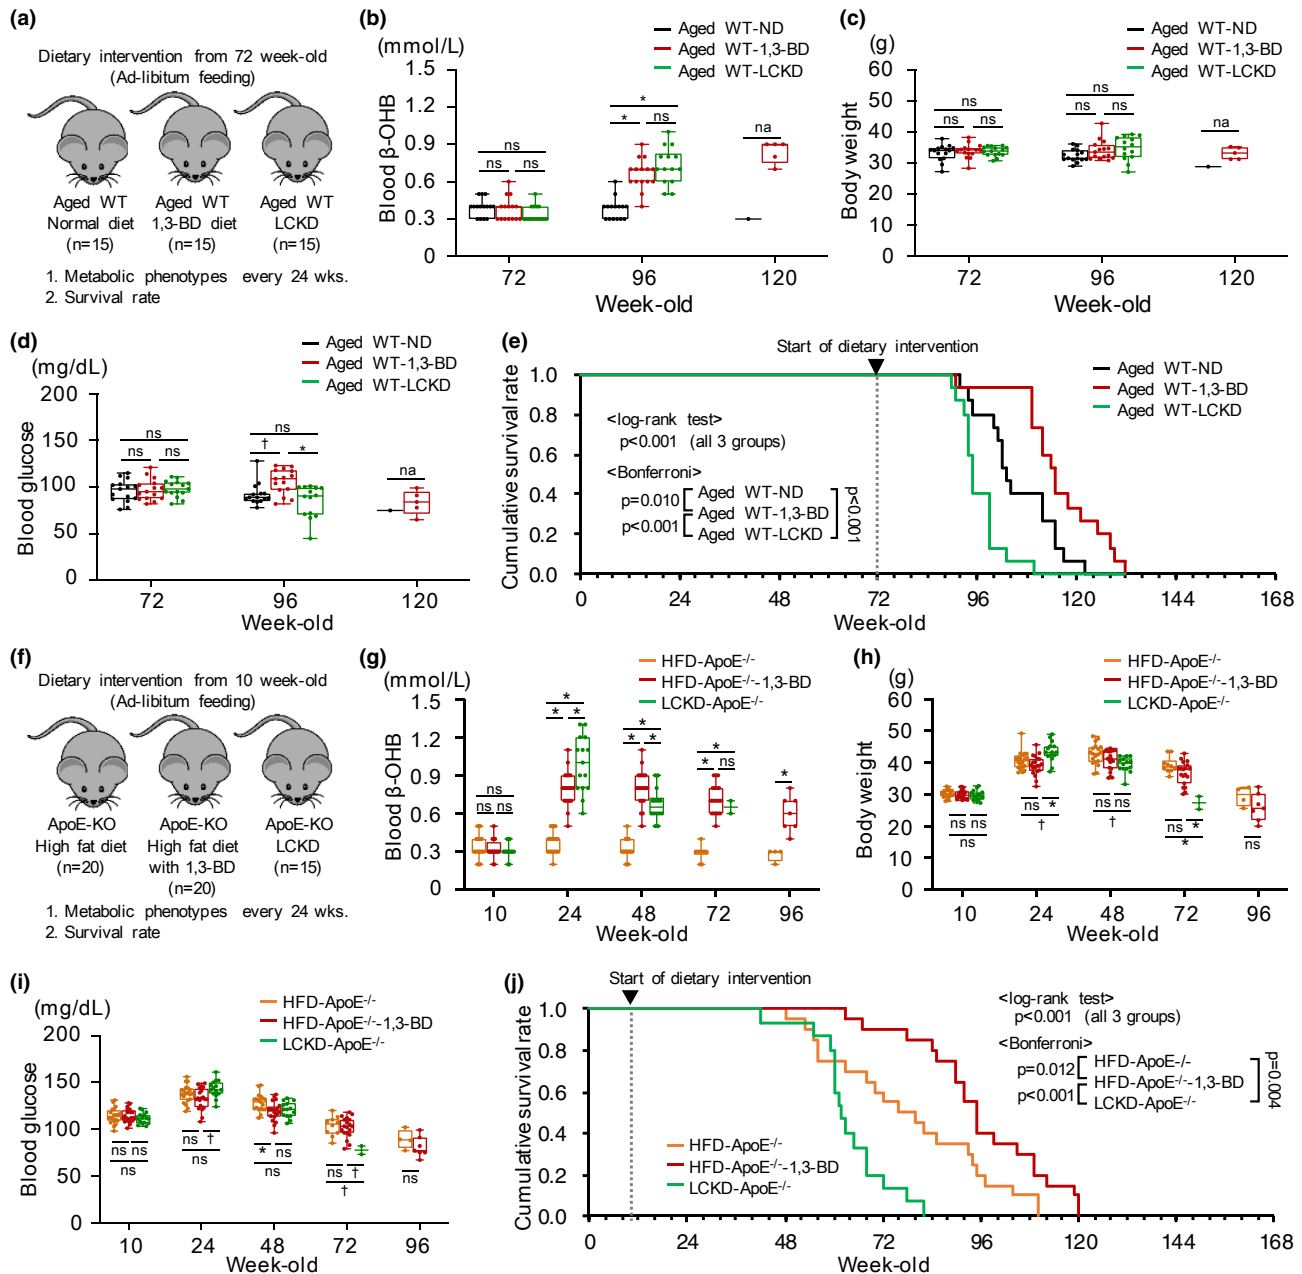 (a)
Dietary intervention from 72 week-old
(Ad-libitum feeding)
Aged WT
Normal diet
(n=15)
Aged WT
1,3-BD diet
(n=15)
Aged WT
LCKD
(n=15)
1. Metabolic phenotypes every 24 wks.
2. Survival rate
(b)
(mmol/L)
Aged WT-ND
Aged WT-1,3-BD
Aged WT-LCKD
Blood β-OHB
1.5
1.2
0.9
0.6
0.3
0
ns
ns ns
*
* ns
na
72 96 120
Week-old
(c)
(g)
Aged WT-ND
Aged WT-1,3-BD
Aged WT-LCKD
Body weight
60
50
40
30
20
10
0
ns
ns ns
ns
ns ns
na
72 96 120
Week-old
(d)
(mg/dL)
Aged WT-ND
Aged WT-1,3-BD
Aged WT-LCKD
Blood glucose
200
150
100
50
0
ns
ns ns
ns
† *
na
72 96 120
Week-old
(e)
Start of dietary intervention
Aged WT-ND
Aged WT-1,3-BD
Aged WT-LCKD
Cumulative survival rate
1.0
0.8
0.6
0.4
0.2
0.0
<log-rank test>
p<0.001 (all 3 groups)
<Bonferroni>
p=0.010
p<0.001
Aged WT-ND
Aged WT-1,3-BD
Aged WT-LCKD
p<0.001
0 24 48 72 96 120 144 168
Week-old
(f)
Dietary intervention from 10 week-old
(Ad-libitum feeding)
ApoE-KO
High fat diet
(n=20)
ApoE-KO
High fat diet
with 1,3-BD
(n=20)
ApoE-KO
LCKD
(n=15)
1. Metabolic phenotypes every 24 wks.
2. Survival rate
(g)
(mmol/L)
HFD-ApoE-/-
HFD-ApoE-/--1,3-BD
LCKD-ApoE-/-
Blood β-OHB
1.5
1.2
0.9
0.6
0.3
0
ns
ns ns
*
* *
*
* *
*
* ns
*
10 24 48 72 96
Week-old
(h)
(g)
HFD-ApoE-/-
HFD-ApoE-/--1,3-BD
LCKD-ApoE-/-
Body weight
60
50
40
30
20
10
0
ns ns
ns
ns *
†
ns ns
†
ns *
*
ns
10 24 48 72 96
Week-old
(i)
(mg/dL)
HFD-ApoE-/-
HFD-ApoE-/--1,3-BD
LCKD-ApoE-/-
Blood glucose
200
150
100
50
0
ns ns
ns
ns †
ns
* ns
ns
ns †
†
ns
10 24 48 72 96
Week-old
(j)
Start of dietary intervention
<log-rank test>
p<0.001 (all 3 groups)
<Bonferroni>
p=0.012
p<0.001
HFD-ApoE-/-
HFD-ApoE-/--1,3-BD
LCKD-ApoE-/-
p=0.004
Cumulative survival rate
1.0
0.8
0.6
0.4
0.2
0.0
HFD-ApoE-/-
HFD-ApoE-/--1,3-BD
LCKD-ApoE-/-
0 24 48 72 96 120 144 168
Week-old